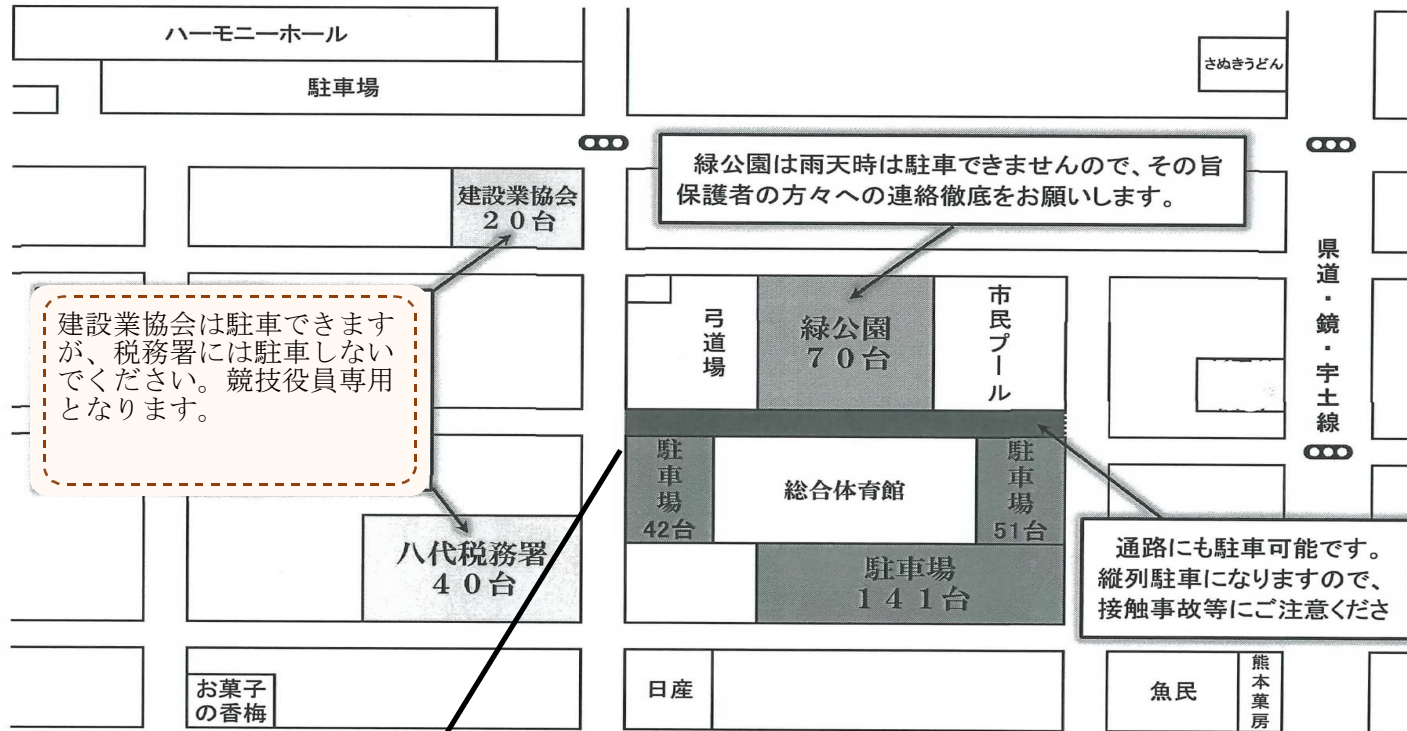 ハーモニーホール
駐車場
さぬきうどん
緑公園は雨天時は駐車できませんので、その旨
保護者の方々への連絡徹底をお願いします。
建設業協会
20台
県道・鏡・宇土線
建設業協会は駐車できます
が、税務署には駐車しない
でください。競技役員専用
となります。
弓道場
緑公園
70台
市民プール
駐車場
42台
総合体育館
駐車場
51台
八代税務署
40台
駐車場
141台
通路にも駐車可能です。
縦列駐車になりますので、
接触事故等にご注意くださ
お菓子
の香梅
日産
魚民
熊本菓房